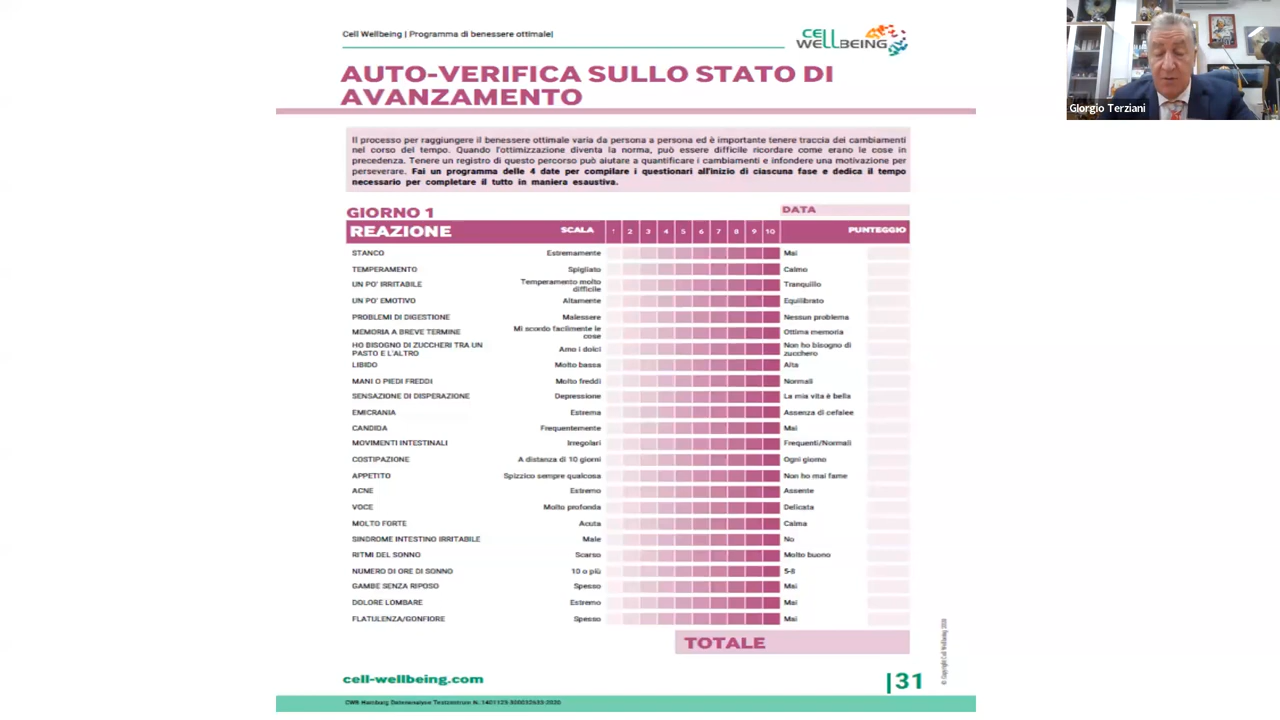 Cell Wellbeing | Programma di benessere ottimale|
CELL
WELLBEING
AUTO-VERIFICA SULLO STATO DI
AVANZAMENTO
Il processo per raggiungere il benessere ottimale varia da persona a persona ed è importante tenere traccia dei cambiamenti
nel corso del tempo. Quando l'ottimizzazione diventa la norma, può essere difficile ricordare come erano le cose in
precedenza. Tenere un registro di questo percorso può aiutare a quantificare i cambiamenti e infondere una motivazione per
perseverare. Fai un programma delle 4 date per compilare i questionari all'inizio di ciascuna fase e dedica il tempo
necessario per completare il tutto in maniera esaustiva.
GIORNO 1 DATA
REAZIONE SCALA 1 2 3 4 5 6 7 8 9 10 PUNTEGGIO
STANCO Estremamente Mai
TEMPERAMENTO Spigliato Calmo
UN PO' IRRITABILE Temperamento molto difficile Tranquillo
UN PO' EMOTIVO Altamente Equilibrato
PROBLEMI DI DIGESTIONE Malessere Nessun problema
MEMORIA A BREVE TERMINE Mi scordo facilmente le cose Ottima memoria
HO BISOGNO DI ZUCCHERI TRA UN PASTO E L'ALTRO Amo i dolci Non ho bisogno di zucchero
LIBIDO Molto bassa Alta
MANI O PIEDI FREDDI Molto freddi Normali
SENSAZIONE DI DISPERAZIONE Depressione La mia vita è bella
EMICRANIA Estrema Assenza di cefalee
CANDIDA Frequentemente Mai
MOVIMENTI INTESTINALI Irregolari Frequenti/Normali
COSTIPAZIONE A distanza di 10 giorni Ogni giorno
APPETITO Spizzico sempre qualcosa Non ho mai fame
ACNE Estremo Assente
VOCE Molto profonda Delicata
MOLTO FORTE Acuta Calma
SINDROME INTESTINO IRRITABILE Male No
RITMI DEL SONNO Scarso Molto buono
NUMERO DI ORE DI SONNO 10 o più 5-8
GAMBE SENZA RIPOSO Spesso Mai
DOLORE LOMBARE Estremo Mai
FLATULENZA/GONFIORE Spesso Mai
TOTALE
cell-wellbeing.com
|31
© Copyright Cell Wellbeing 2020
GIorgio Terziani